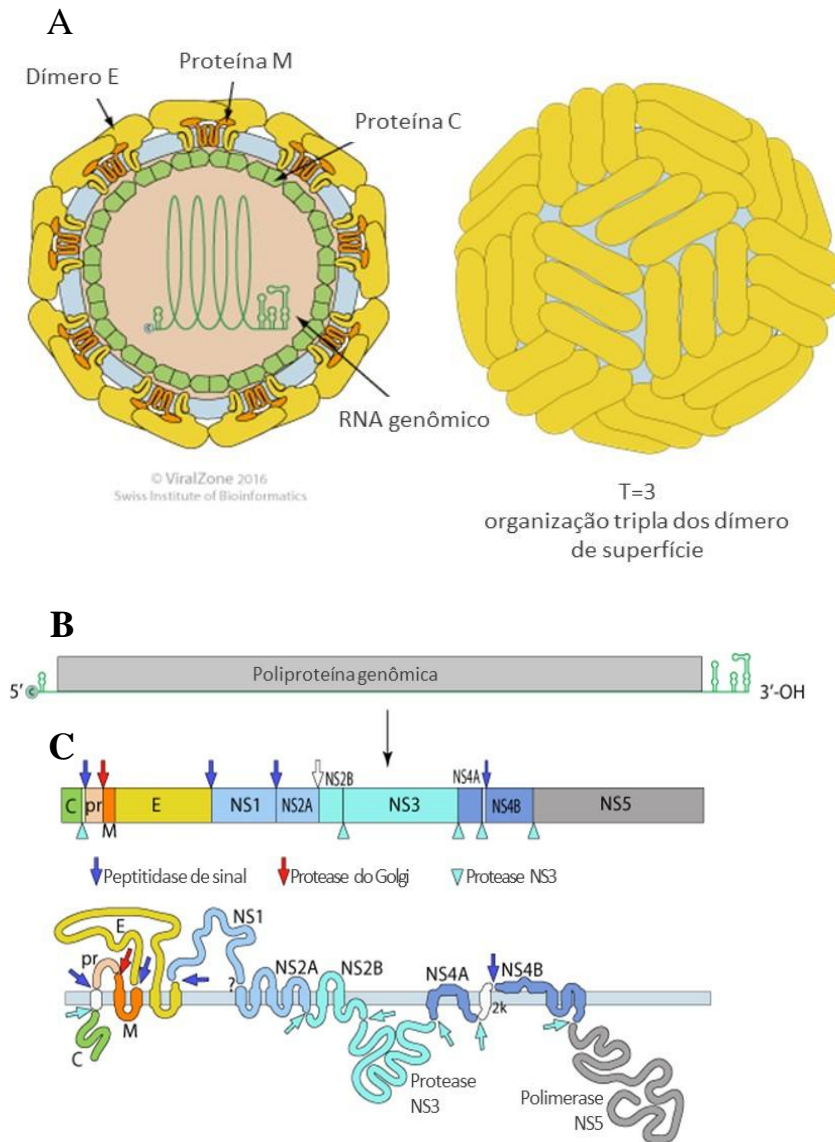 A
Proteína M
Dímero E
Proteína C
RNA genômico
© ViralZone 2016
Swiss Institute of Bioinformatics
T=3
organização tripla dos dímero
de superfície
B
5' C Poliproteína genômica 3'-OH
C
C pr M E NS1 NS2A NS2B NS3 NS4A NS4B NS5
Peptitidase de sinal Protease do Golgi Protease NS3
E NS1
pr NS2A NS2B NS4A NS4B
? 2k
C M
Protease
NS3
Polimerase
NS5